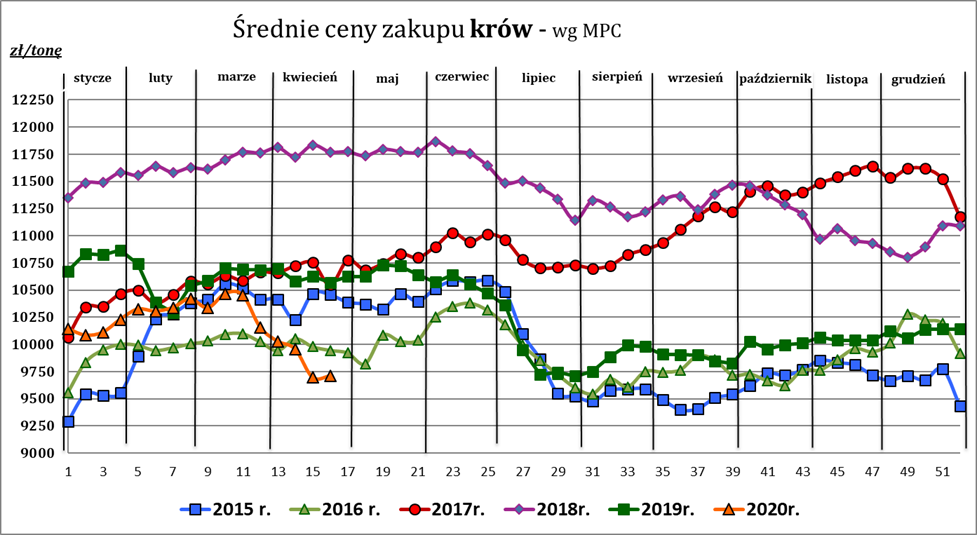 Średnie ceny zakupu krów - wg MPC
zł/tonę
stycze luty marze kwiecień maj czerwiec lipiec sierpień wrzesień październik listopa grudzień
12250
12000
11750
11500
11250
11000
10750
10500
10250
10000
9750
9500
9250
9000
1 3 5 7 9 11 13 15 17 19 21 23 25 27 29 31 33 35 37 39 41 43 45 47 49 51
2015 r. 2016 r. 2017r. 2018r. 2019r. 2020r.